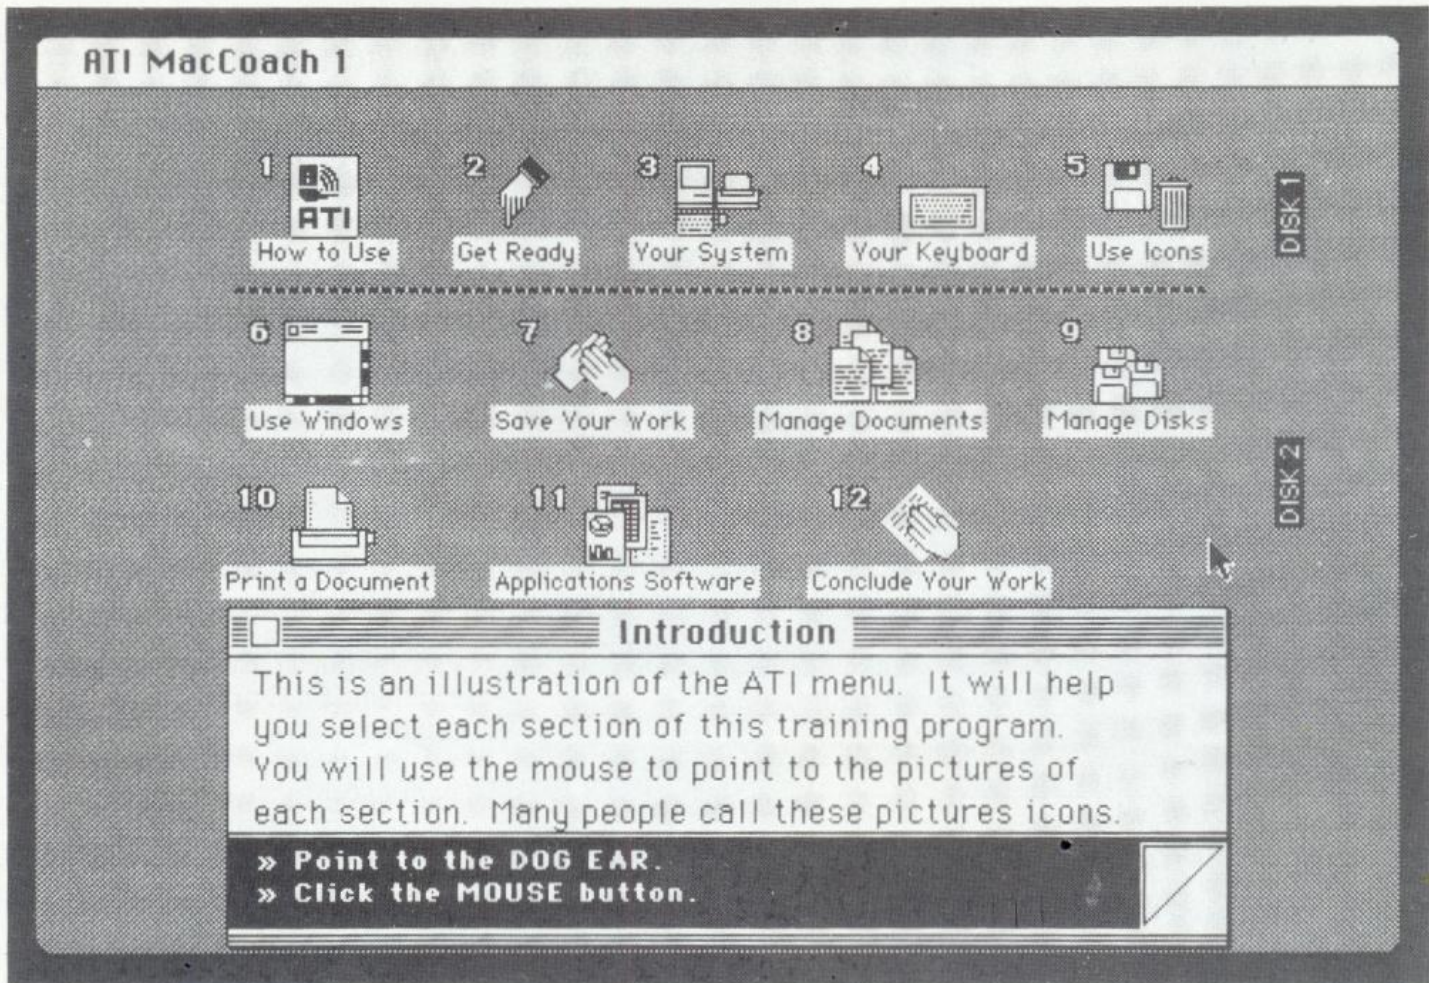 ATI MacCoach 1
1 2 3 4 5
ATI
How to Use Get Ready Your System Your Keyboard Use Icons
DISK 1
6 7 8 9
Use Windows Save Your Work Manage Documents Manage Disks
DISK 2
10 11 12
Print a Document Applications Software Conclude Your Work
Introduction
This is an illustration of the ATI menu. It will help
you select each section of this training program.
You will use the mouse to point to the pictures of
each section. Many people call these pictures icons.
» Point to the DOG EAR.
» Click the MOUSE button.